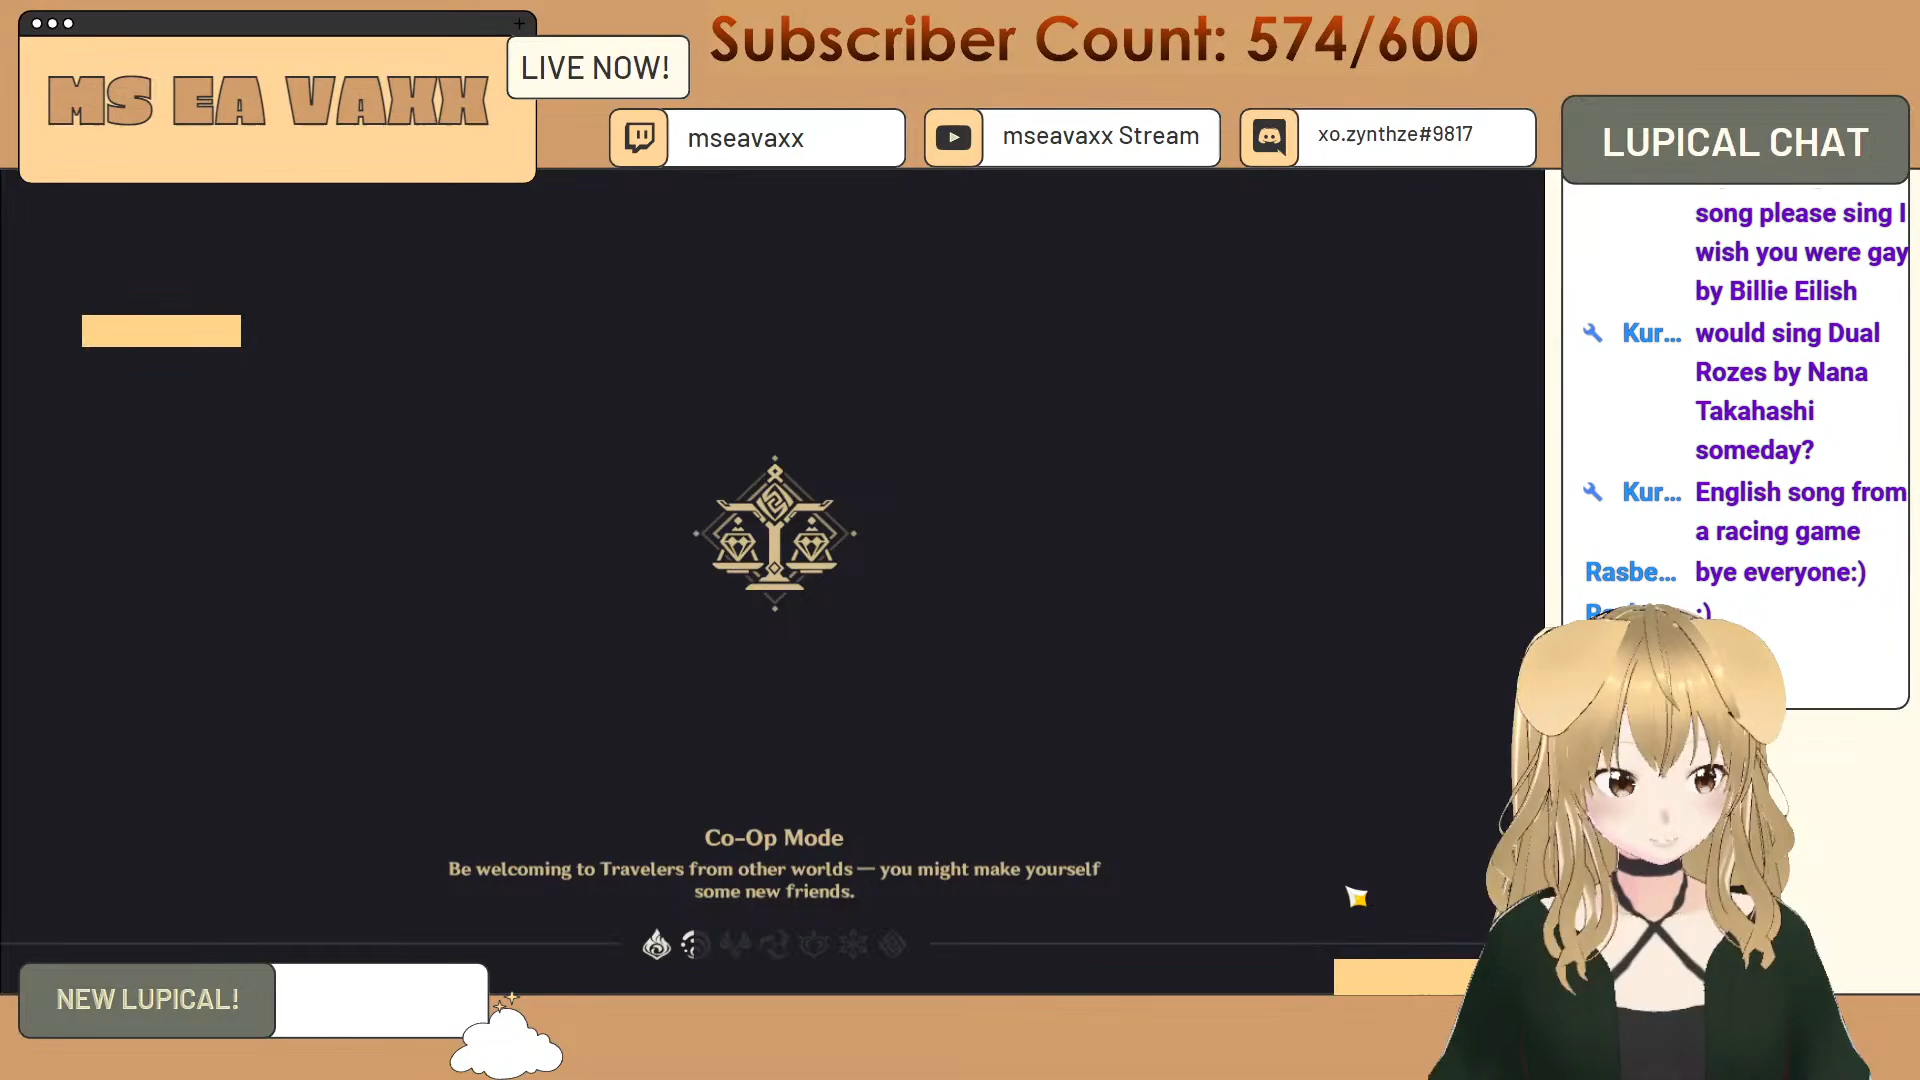 Subscriber Count: 574/600
MS EA VAXX
LIVE NOW!
mseavaxx
mseavaxx Stream
xo.zynthze#9817
LUPICAL CHAT
song please sing I
wish you were gay
by Billie Eilish
Kur... would sing Dual
Rozes by Nana
Takahashi
someday?
Kur... English song from
a racing game
Rasbe... bye everyone:)
:)
Co-Op Mode
Be welcoming to Travelers from other worlds — you might make yourself
some new friends.
NEW LUPICAL!